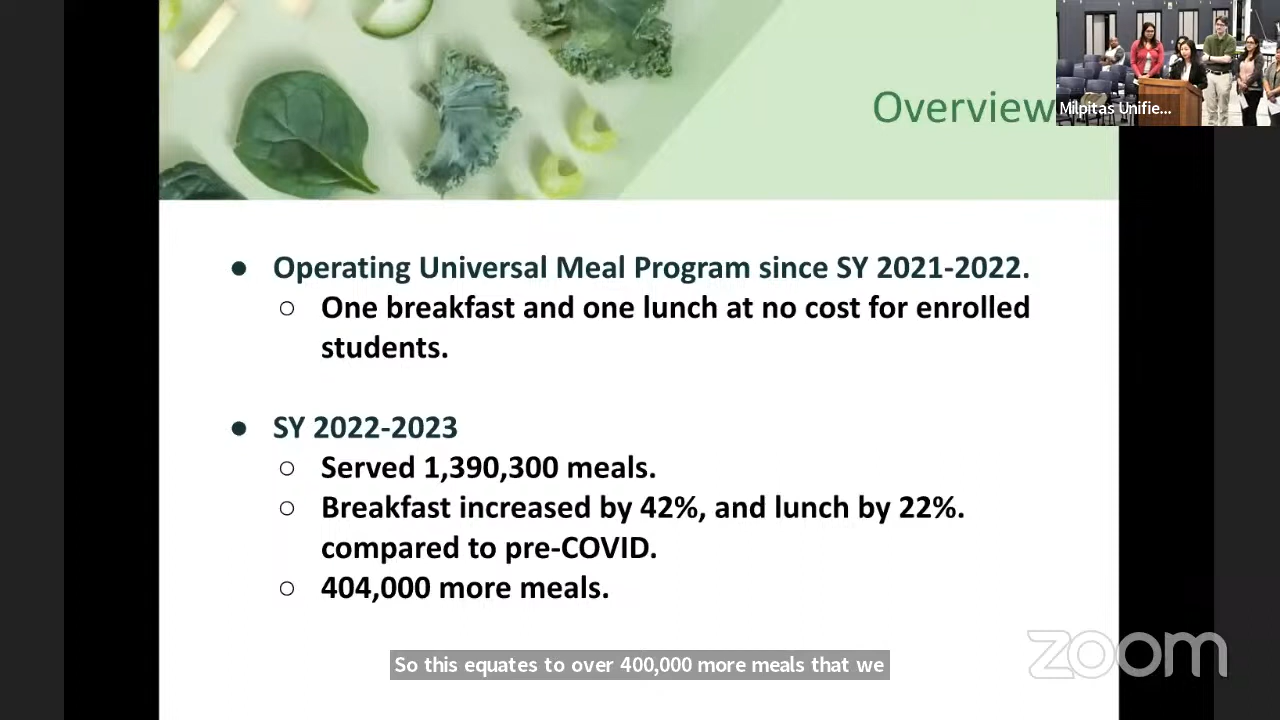 Overview
Milpitas Unifie...
● Operating Universal Meal Program since SY 2021-2022.
○ One breakfast and one lunch at no cost for enrolled
students.
● SY 2022-2023
○ Served 1,390,300 meals.
○ Breakfast increased by 42%, and lunch by 22%.
compared to pre-COVID.
○ 404,000 more meals.
So this equates to over 400,000 more meals that we
zoom